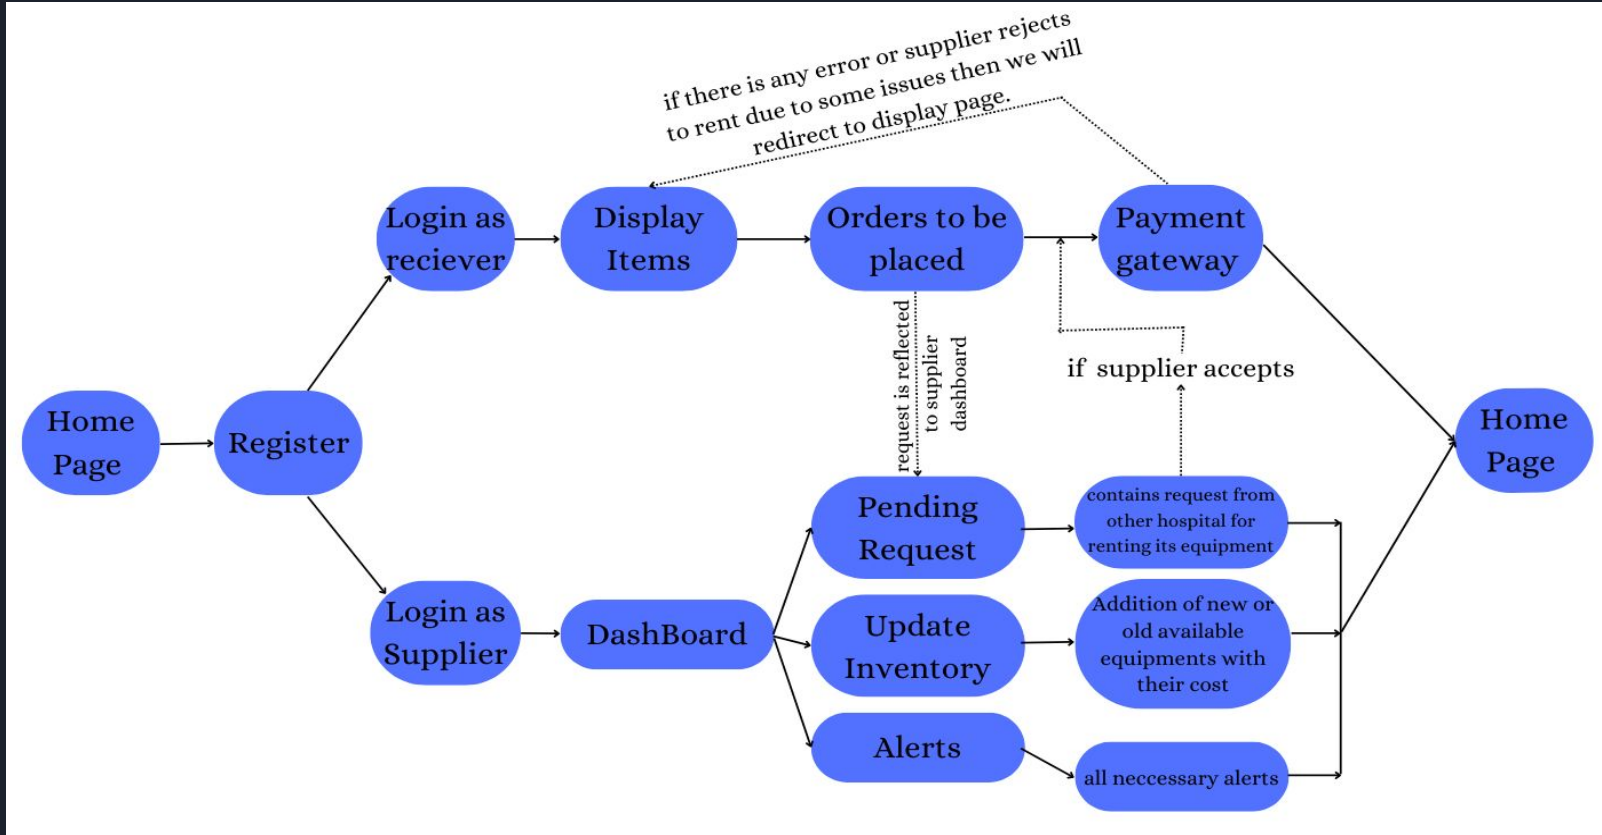 if there is any error or supplier rejects
to rent due to some issues then we will
redirect to display page.
Login as
reciever
Display
Items
Orders to be
placed
Payment
gateway
request is reflected
to supplier
dashboard
if supplier accepts
Home
Page
Register
Home
Page
Login as
Supplier
DashBoard
Pending
Request
contains request from
other hospital for
renting its equipment
Update
Inventory
Addition of new or
old available
equipments with
their cost
Alerts
all neccessary alerts